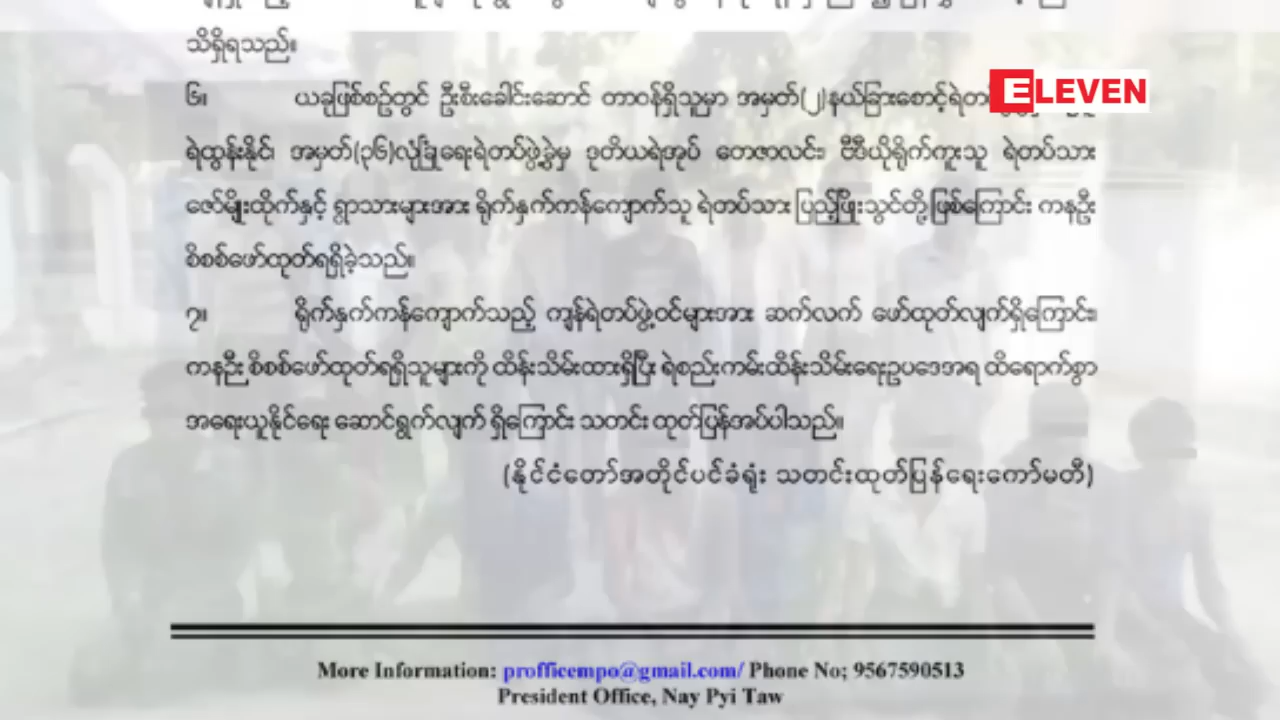 သိရှိရသည်။
ELEVEN
၆။ ယခုဖြစ်စဉ်တွင် ဦးစီးခေါင်းဆောင် တာဝန်ရှိသူမှာ အမှတ်(၂)နယ်ခြားစောင့်ရဲတပ်
ရဲထွန်းနိုင်၊ အမှတ်(၃၆)လုံခြုံရေးရဲတပ်ဖွဲ့ခွဲမှ ဒုတိယရဲအုပ် တေဇာလင်း၊ ဗီဒီယိုရိုက်ကူးသူ ရဲတပ်သား
ဇော်မျိုးထိုက်နှင့် ရွာသားများအား ရိုက်နှက်ကန်ကျောက်သူ ရဲတပ်သား ပြည့်ဖြိုးသွင်တို့ဖြစ်ကြောင်း ကနဦး
စိစစ်ဖော်ထုတ်ရရှိခဲ့သည်။
၇။ ရိုက်နှက်ကန်ကျောက်သည့် ကျန်ရဲတပ်ဖွဲ့ဝင်များအား ဆက်လက် ဖော်ထုတ်လျက်ရှိကြောင်း၊
ကနဦး စိစစ်ဖော်ထုတ်ရရှိသူများကို ထိန်းသိမ်းထားရှိပြီး ရဲစည်းကမ်းထိန်းသိမ်းရေးဥပဒေအရ ထိရောက်စွာ
အရေးယူနိုင်ရေး ဆောင်ရွက်လျက် ရှိကြောင်း သတင်း ထုတ်ပြန်အပ်ပါသည်။
(နိုင်ငံတော်အတိုင်ပင်ခံရုံး သတင်းထုတ်ပြန်ရေးကော်မတီ)
More Information: profficempo@gmail.com/ Phone No; 9567590513
President Office, Nay Pyi Taw